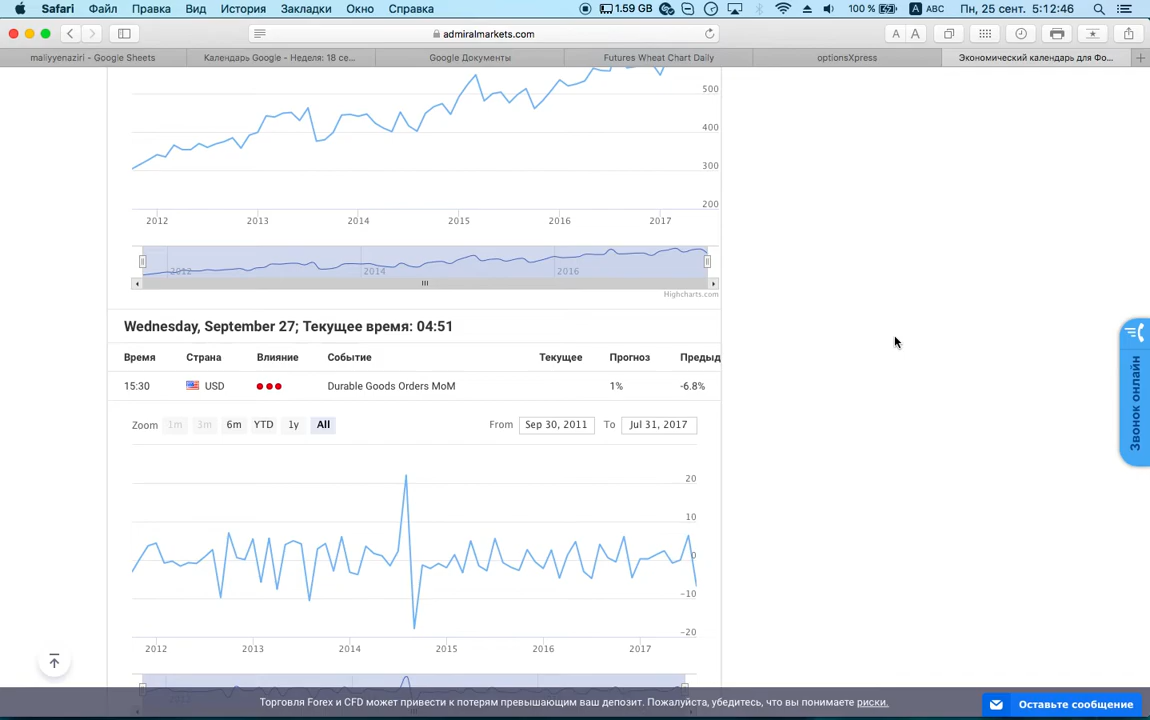 Safari Файл Правка Вид История Закладки Окно Справка 1.59 GB 100 % ABC Пн, 25 сент. 5:12:46
A A admiralmarkets.com
maliyyenaziri - Google Sheets Календарь Google - Неделя: 18 се... Google Документы Futures Wheat Chart Daily optionsXpress Экономический календарь для Фо...
500
400
300
200
2012 2013 2014 2015 2016 2017
2012 2014 2016
Highcharts.com
Wednesday, September 27; Текущее время: 04:51
Время Страна Влияние Событие Текущее Прогноз Предыд
15:30 USD Durable Goods Orders MoM 1% -6.8%
Zoom 1m 3m 6m YTD 1y All From Sep 30, 2011 To Jul 31, 2017
20
10
0
-10
-20
2012 2013 2014 2015 2016 2017
2012
Звонок онлайн
Торговля Forex и CFD может привести к потерям превышающим ваш депозит. Пожалуйста, убедитесь, что вы понимаете риски.
Оставьте сообщение